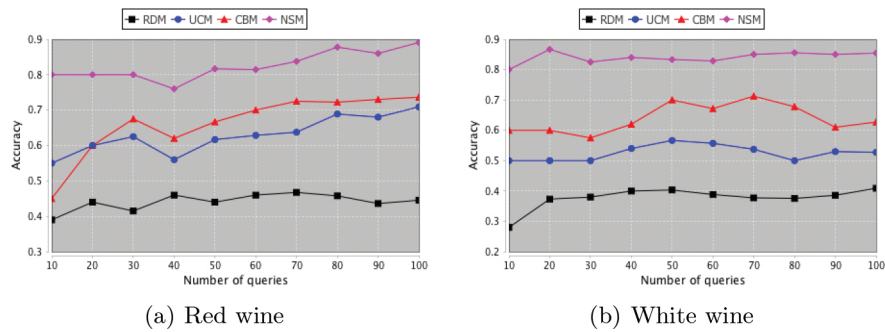 RDM UCM CBM NSM
0.9
0.8
0.7
0.6
0.5
0.4
0.3
Accuracy
10 20 30 40 50 60 70 80 90 100
Number of queries
(a) Red wine
RDM UCM CBM NSM
0.9
0.8
0.7
0.6
0.5
0.4
0.3
0.2
Accuracy
10 20 30 40 50 60 70 80 90 100
Number of queries
(b) White wine